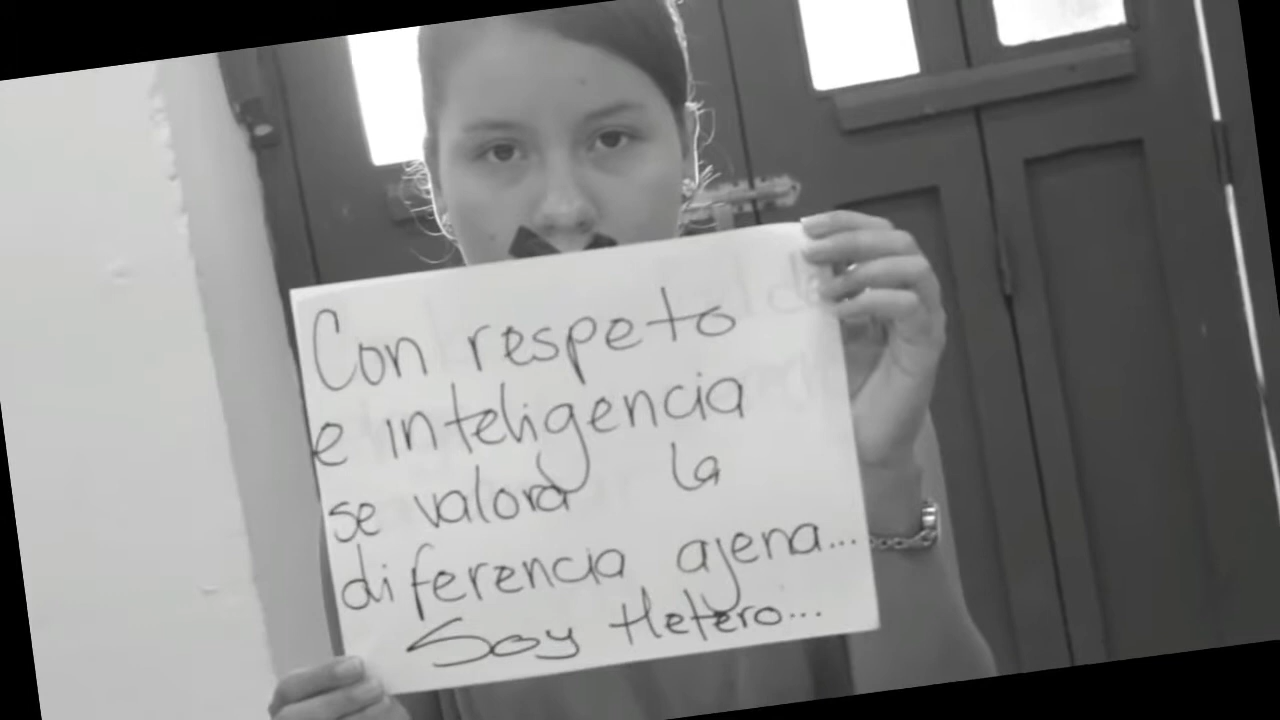 Con respeto
e inteligencia
se valora la
diferencia ajena...
Soy Hetero...